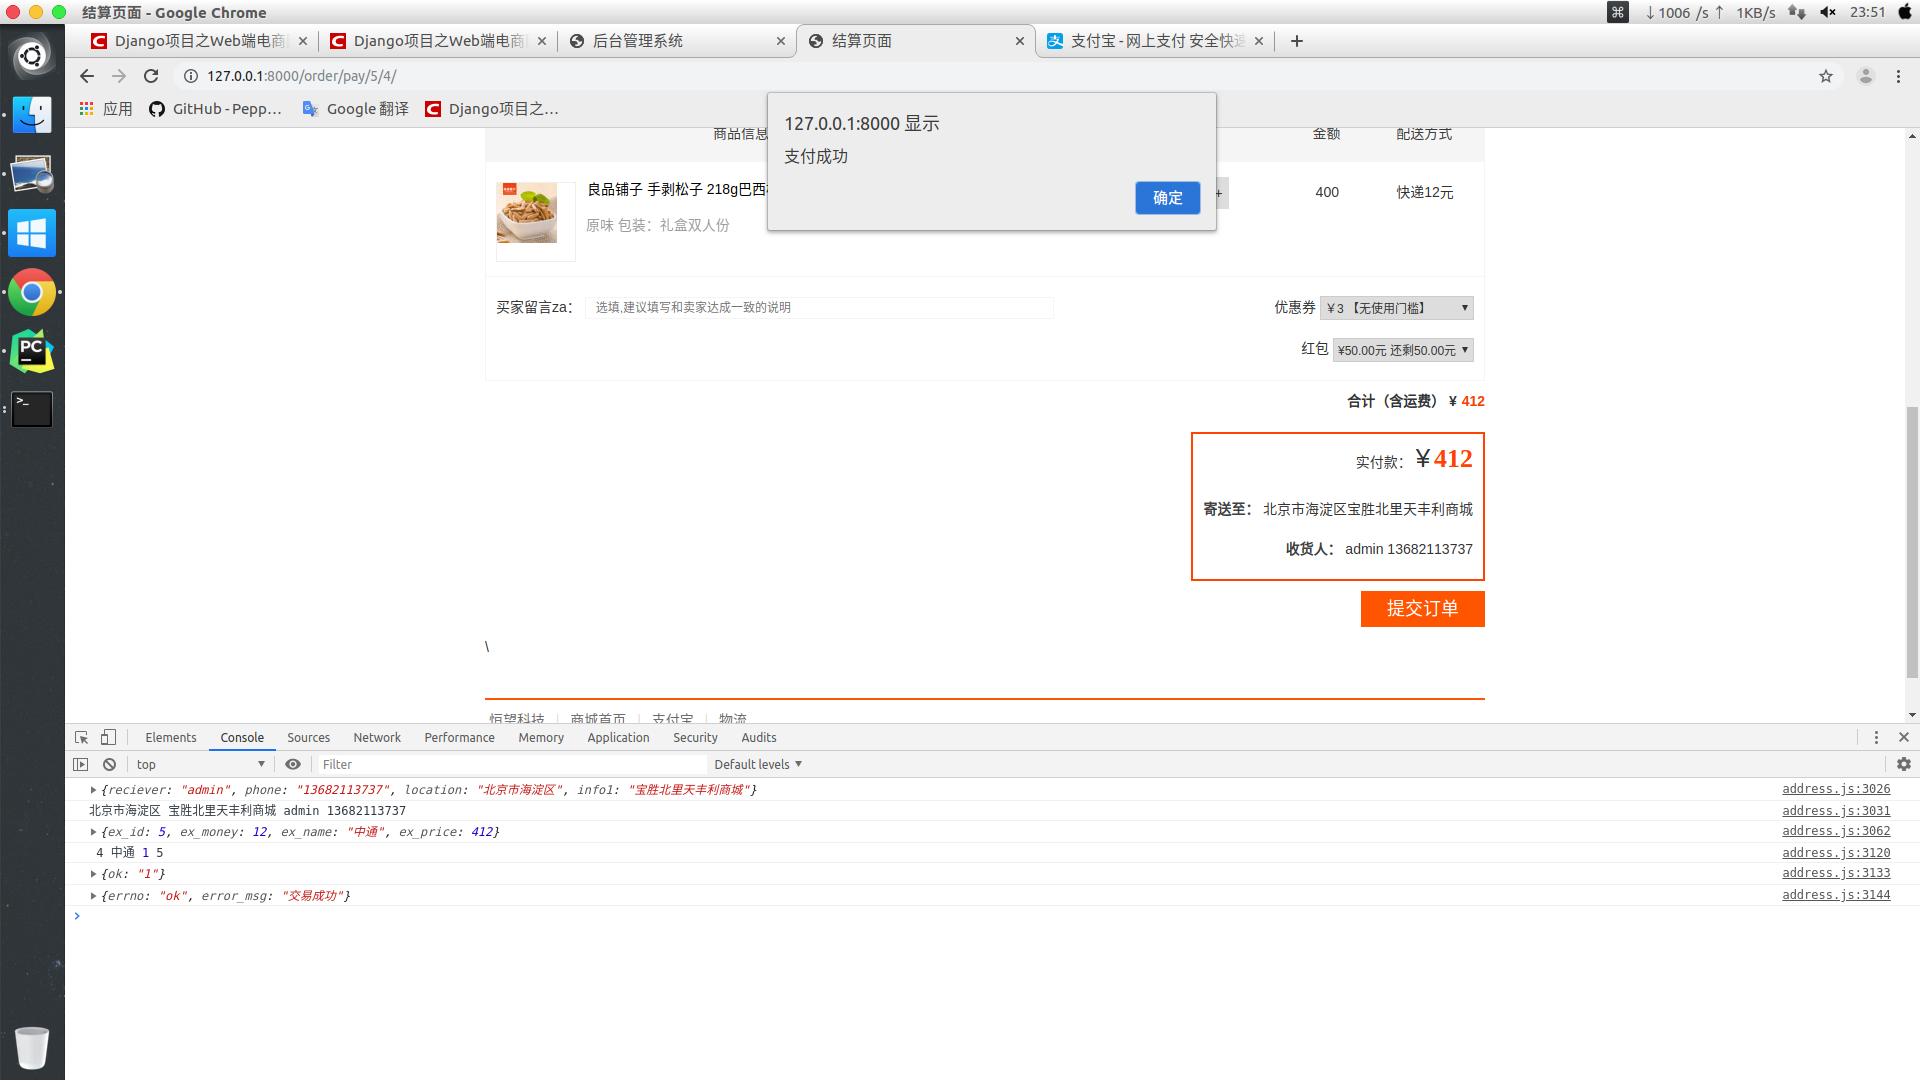 结算页面 - Google Chrome
⌘ ↓1006 /s ↑ 1KB/s 23:51
Django项目之Web端电商 Django项目之Web端电商 后台管理系统 结算页面 支付宝 - 网上支付 安全快速
127.0.0.1:8000/order/pay/5/4/
应用 GitHub - Pepp… Google 翻译 Django项目之…
127.0.0.1:8000 显示
支付成功
确定
商品信息 金额 配送方式
良品铺子 手剥松子 218g巴西 + 400 快递12元
原味 包装：礼盒双人份
买家留言za： 选填,建议填写和卖家达成一致的说明 优惠券 ￥3 【无使用门槛】
红包 ¥50.00元 还剩50.00元
合计（含运费） ¥ 412
实付款： ￥412
寄送至： 北京市海淀区宝胜北里天丰利商城
收货人： admin 13682113737
提交订单
\
恒望科技 | 商城首页 | 支付宝 | 物流
Elements Console Sources Network Performance Memory Application Security Audits
top Filter Default levels
{reciever: "admin", phone: "13682113737", location: "北京市海淀区", info1: "宝胜北里天丰利商城"} address.js:3026
北京市海淀区 宝胜北里天丰利商城 admin 13682113737 address.js:3031
{ex_id: 5, ex_money: 12, ex_name: "中通", ex_price: 412} address.js:3062
4 中通 1 5 address.js:3120
{ok: "1"} address.js:3133
{errno: "ok", error_msg: "交易成功"} address.js:3144
>
PC
>_